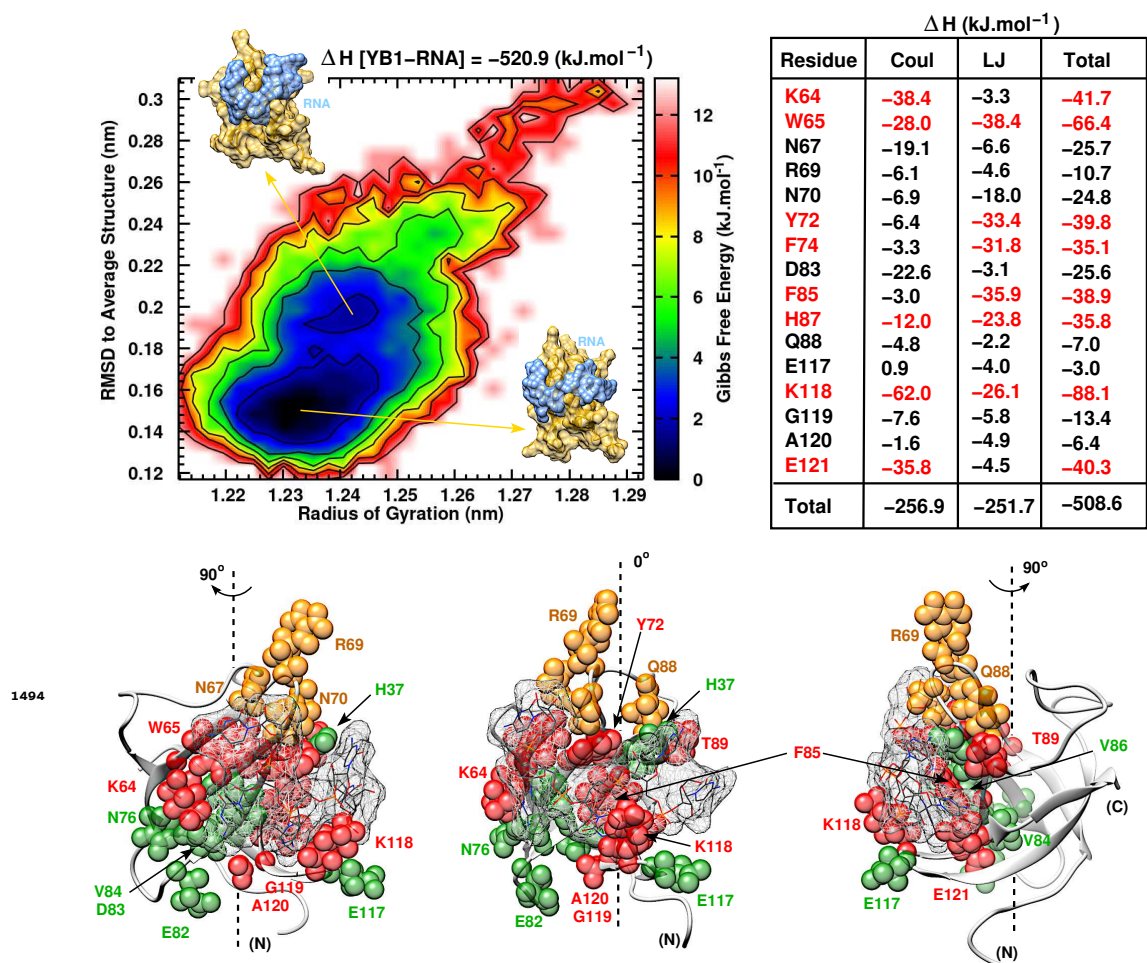 ΔH [YB1−RNA] = −520.9 (kJ.mol−1)
RNA
RMSD to Average Structure (nm)
0.3
0.28
0.26
0.24
0.22
0.2
0.18
0.16
0.14
0.12
1.22 1.23 1.24 1.25 1.26 1.27 1.28 1.29
Radius of Gyration (nm)
RNA
12
10
8
6
4
2
0
Gibbs Free Energy (kJ.mol-1)
ΔH (kJ.mol−1)
Residue Coul LJ Total
K64 −38.4 −3.3 −41.7
W65 −28.0 −38.4 −66.4
N67 −19.1 −6.6 −25.7
R69 −6.1 −4.6 −10.7
N70 −6.9 −18.0 −24.8
Y72 −6.4 −33.4 −39.8
F74 −3.3 −31.8 −35.1
D83 −22.6 −3.1 −25.6
F85 −3.0 −35.9 −38.9
H87 −12.0 −23.8 −35.8
Q88 −4.8 −2.2 −7.0
E117 0.9 −4.0 −3.0
K118 −62.0 −26.1 −88.1
G119 −7.6 −5.8 −13.4
A120 −1.6 −4.9 −6.4
E121 −35.8 −4.5 −40.3
Total −256.9 −251.7 −508.6
1494
90°
R69
N67
N70
H37
W65
K64
N76
K118
V84
D83
G119
A120
E117
E82
(N)
0°
R69
Y72
Q88
H37
T89
K64
F85
N76
K118
A120
G119
E117
E82
(N)
90°
R69
Q88
T89
V86
(C)
K118
V84
E117
E121
(N)